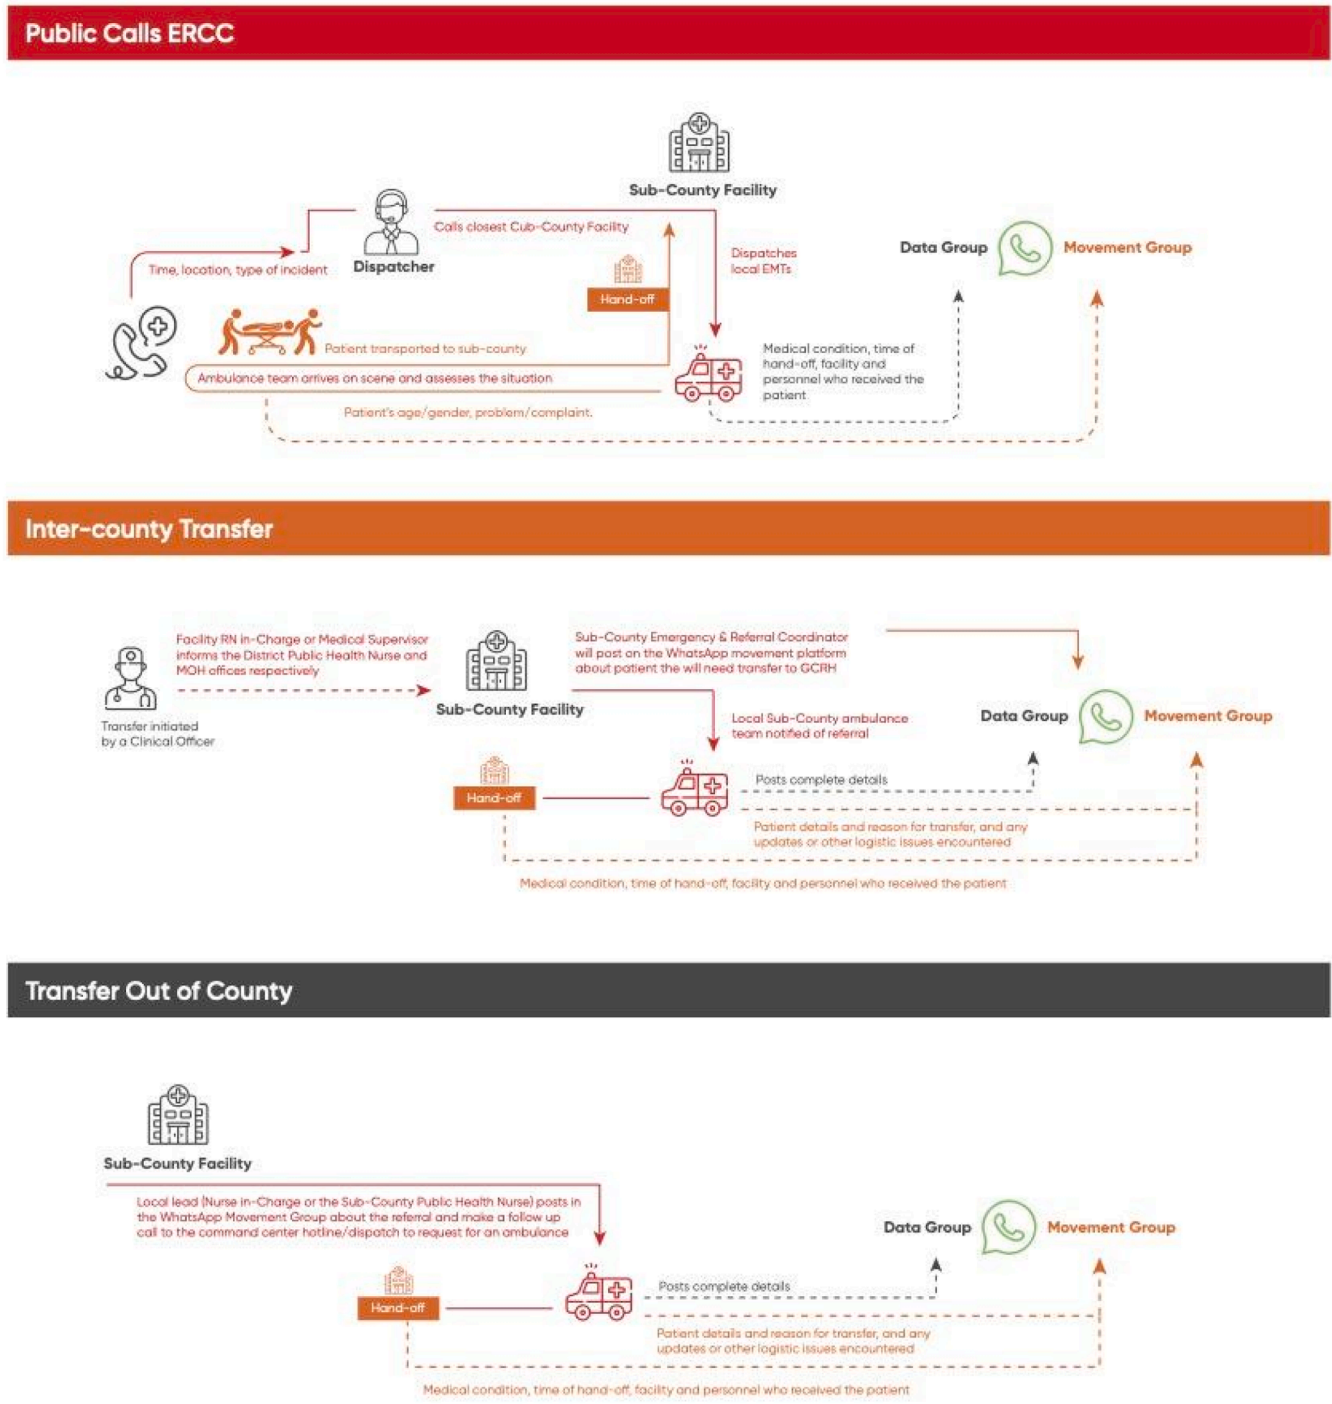 Public Calls ERCC
Sub-County Facility
Calls closest Cub-County Facility
Time, location, type of incident
Dispatcher
Dispatches
local EMTs
Data Group
Movement Group
Hand-off
Patient transported to sub-county
Ambulance team arrives on scene and assesses the situation
Patient's age/gender, problem/complaint.
Medical condition, time of
hand-off, facility and
personnel who received the
patient
Inter-county Transfer
Facility RN in-Charge or Medical Supervisor
informs the District Public Health Nurse and
MOH offices respectively
Transfer initiated
by a Clinical Officer
Sub-County Facility
Sub-County Emergency & Referral Coordinator
will post on the WhatsApp movement platform
about patient the will need transfer to GCRH
Local Sub-County ambulance
team notified of referral
Data Group
Movement Group
Hand-off
Posts complete details
Patient details and reason for transfer, and any
updates or other logistic issues encountered
Medical condition, time of hand-off, facility and personnel who received the patient
Transfer Out of County
Sub-County Facility
Local lead (Nurse in-Charge or the Sub-County Public Health Nurse) posts in
the WhatsApp Movement Group about the referral and make a follow up
call to the command center hotline/dispatch to request for an ambulance
Data Group
Movement Group
Hand-off
Posts complete details
Patient details and reason for transfer, and any
updates or other logistic issues encountered
Medical condition, time of hand-off, facility and personnel who received the patient